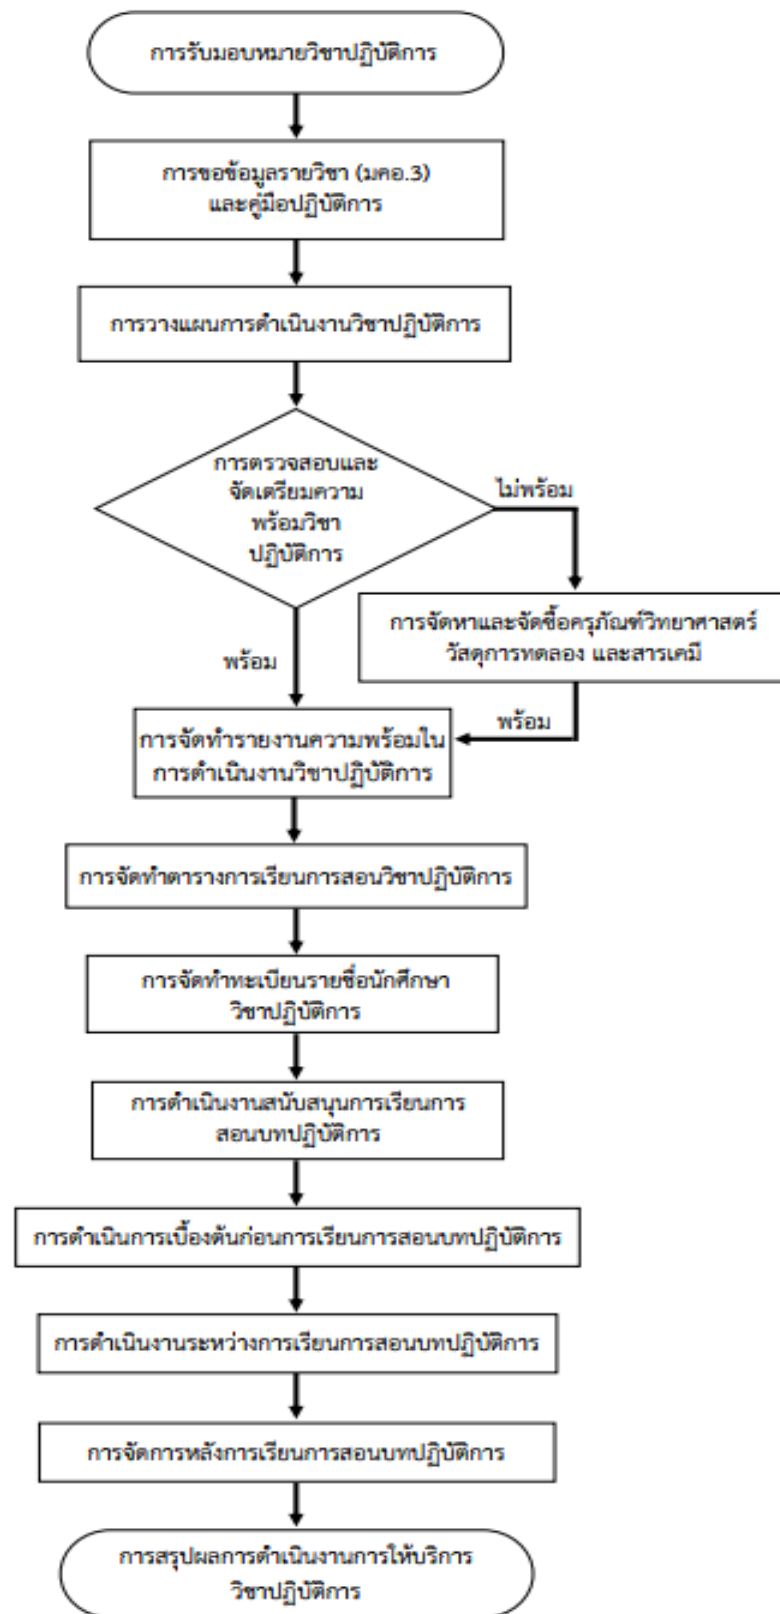 การรับมอบหมายวิชาปฏิบัติการ
การขอข้อมูลรายวิชา (มคอ.3)
และคู่มือปฏิบัติการ
การวางแผนการดำเนินงานวิชาปฏิบัติการ
การตรวจสอบและ
จัดเตรียมความ
พร้อมวิชา
ปฏิบัติการ
ไม่พร้อม
การจัดหาและจัดซื้อครุภัณฑ์วิทยาศาสตร์
วัสดุการทดลอง และสารเคมี
พร้อม
พร้อม
การจัดทำรายงานความพร้อมใน
การดำเนินงานวิชาปฏิบัติการ
การจัดทำตารางการเรียนการสอนวิชาปฏิบัติการ
การจัดทำทะเบียนรายชื่อนักศึกษา
วิชาปฏิบัติการ
การดำเนินงานสนับสนุนการเรียนการ
สอนบทปฏิบัติการ
การดำเนินการเบื้องต้นก่อนการเรียนการสอนบทปฏิบัติการ
การดำเนินงานระหว่างการเรียนการสอนบทปฏิบัติการ
การจัดการหลังการเรียนการสอนบทปฏิบัติการ
การสรุปผลการดำเนินงานการให้บริการ
วิชาปฏิบัติการ